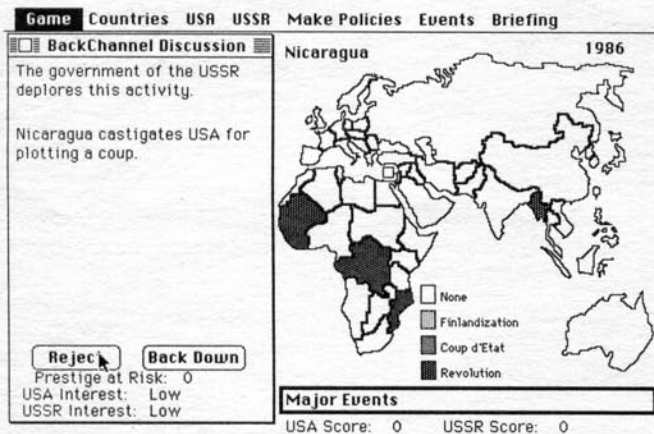 Game Countries USA USSR Make Policies Events Briefing
BackChannel Discussion
The government of the USSR
deplores this activity.
Nicaragua castigates USA for
plotting a coup.
Reject Back Down
Prestige at Risk: 0
USA Interest: Low
USSR Interest: Low
Nicaragua 1986
None
Finlandization
Coup d'Etat
Revolution
Major Events
USA Score: 0 USSR Score: 0